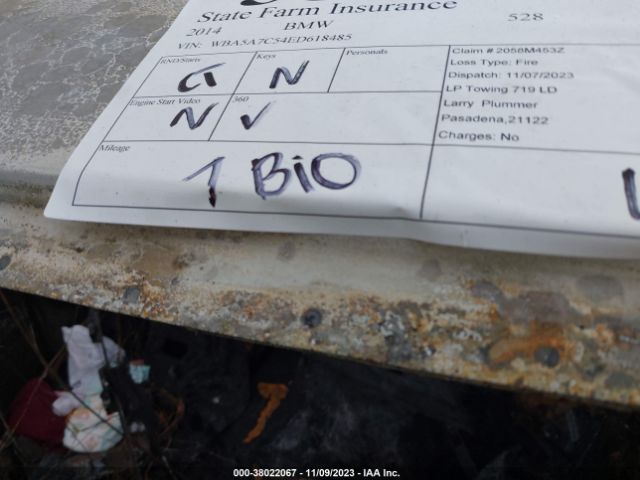 State Farm Insurance
2014 BMW 528
VIN: WBA5A7C54ED618485
RNL/Starts Keys Personals
N
Engine Start Video 360
N ✓
Mileage
1 BiO
Claim # 2058M453Z
Loss Type: Fire
Dispatch: 11/07/2023
LP Towing 719 LD
Larry Plummer
Pasadena,21122
Charges: No
000-38022067 - 11/09/2023 - IAA Inc.